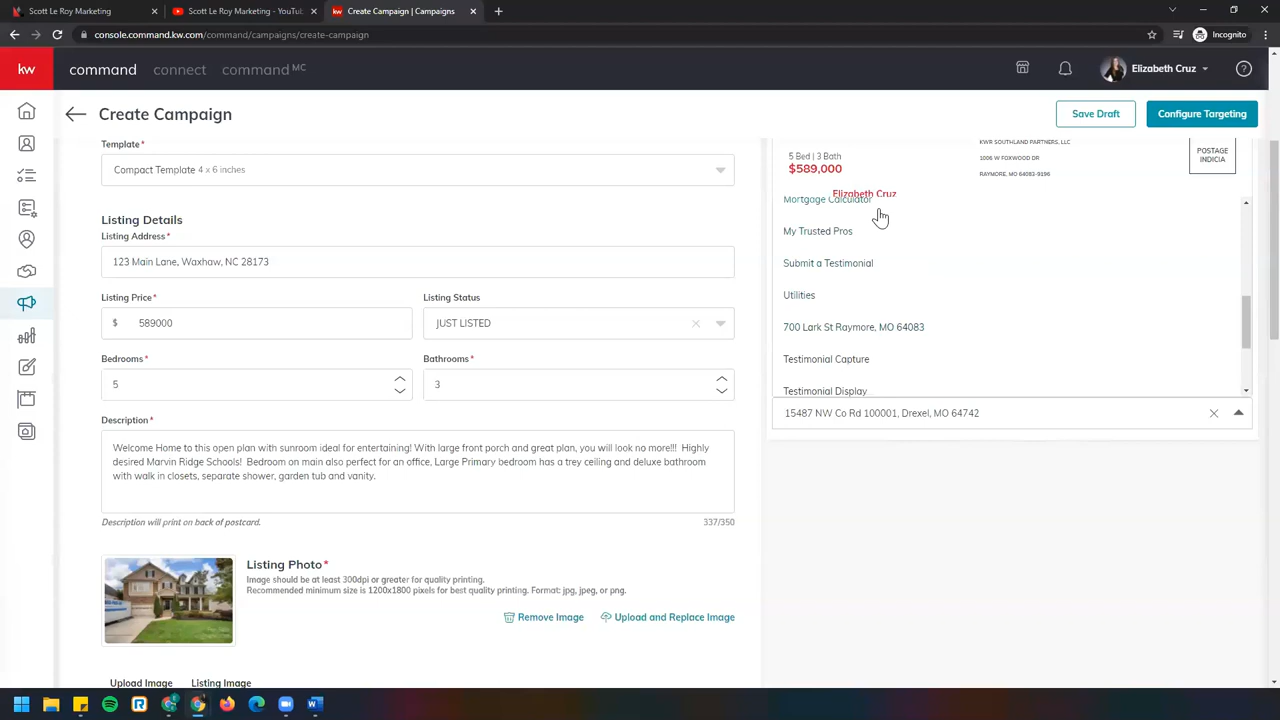 Scott Le Roy Marketing
Scott Le Roy Marketing - YouTub
Create Campaign | Campaigns
console.command.kw.com/command/campaigns/create-campaign
Incognito
kw
command
connect
command MC
Elizabeth Cruz
Create Campaign
Save Draft
Configure Targeting
Template*
Compact Template 4 x 6 inches
Listing Details
Listing Address*
123 Main Lane, Waxhaw, NC 28173
Listing Price*
Listing Status
$ 589000
JUST LISTED
Bedrooms*
Bathrooms*
5
3
Description*
Welcome Home to this open plan with sunroom ideal for entertaining! With large front porch and great plan, you will look no more!!! Highly
desired Marvin Ridge Schools! Bedroom on main also perfect for an office, Large Primary bedroom has a trey ceiling and deluxe bathroom
with walk in closets, separate shower, garden tub and vanity.
Description will print on back of postcard.
337/350
Listing Photo*
Image should be at least 300dpi or greater for quality printing.
Recommended minimum size is 1200x1800 pixels for best quality printing. Format: jpg, jpeg, or png.
Remove Image
Upload and Replace Image
Upload Image
Listing Image
KWR SOUTHLAND PARTNERS, LLC
1006 W FOXWOOD DR
RAYMORE, MO 64083-9196
POSTAGE
INDICIA
5 Bed | 3 Bath
$589,000
Elizabeth Cruz
Mortgage Calculator
My Trusted Pros
Submit a Testimonial
Utilities
700 Lark St Raymore, MO 64083
Testimonial Capture
Testimonial Display
15487 NW Co Rd 100001, Drexel, MO 64742